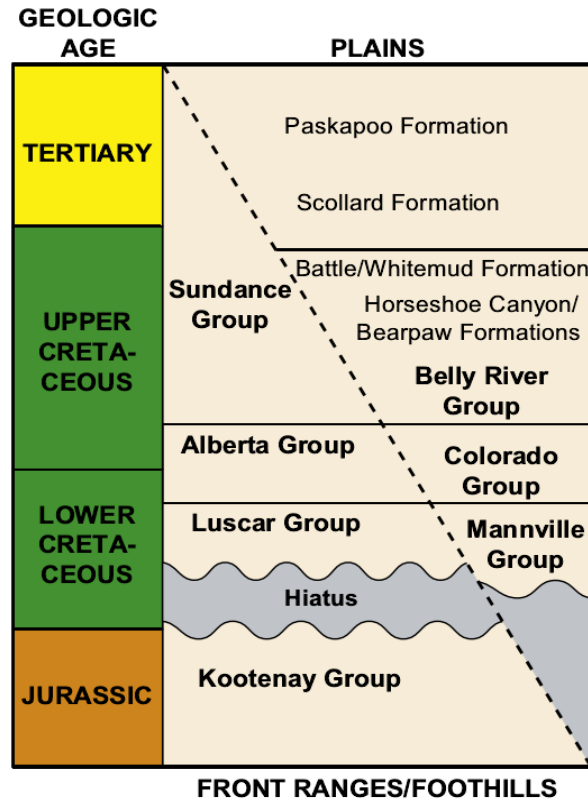 GEOLOGIC
AGE
PLAINS
TERTIARY
Paskapoo Formation
Scollard Formation
UPPER
CRETA-
CEOUS
Sundance
Group
Battle/Whitemud Formation
Horseshoe Canyon/
Bearpaw Formations
Belly River
Group
Alberta Group
Colorado
Group
LOWER
CRETA-
CEOUS
Luscar Group
Mannville
Group
Hiatus
JURASSIC
Kootenay Group
FRONT RANGES/FOOTHILLS